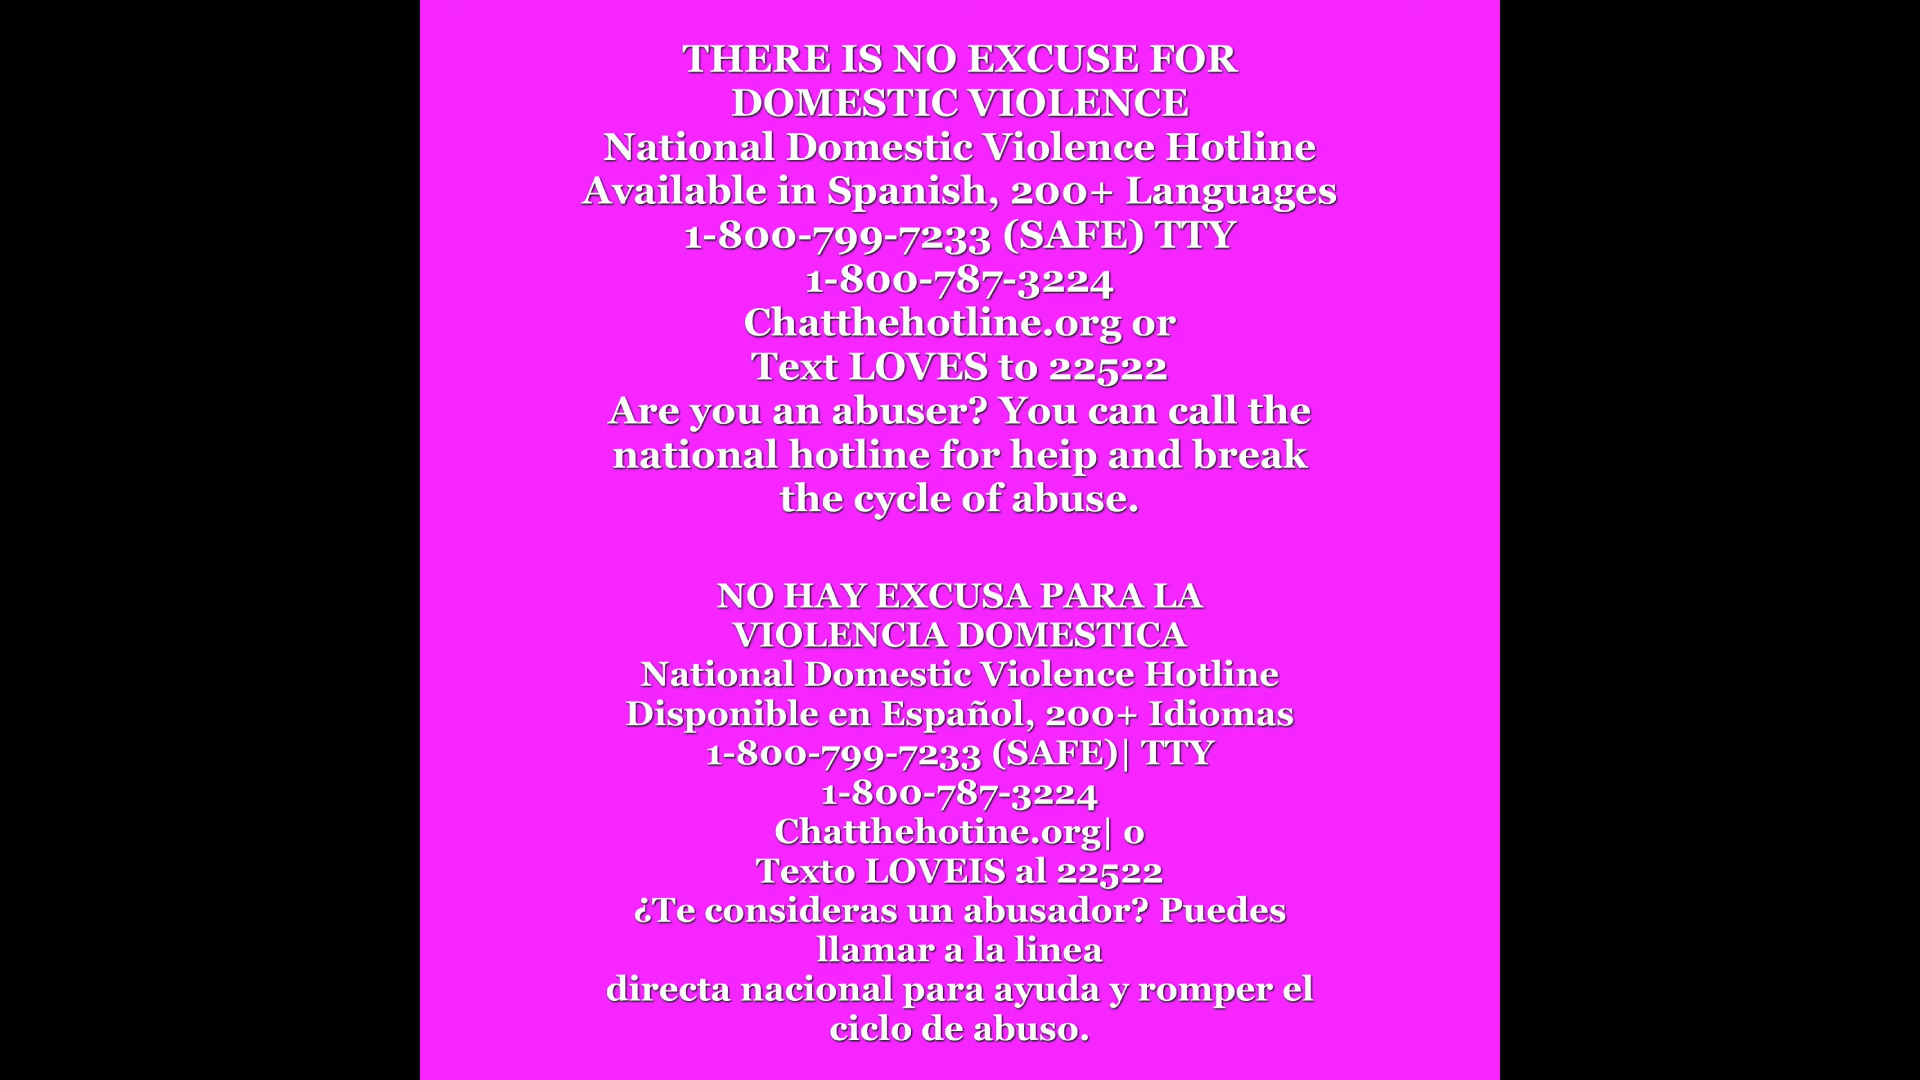 THERE IS NO EXCUSE FOR
DOMESTIC VIOLENCE
National Domestic Violence Hotline
Available in Spanish, 200+ Languages
1-800-799-7233 (SAFE) TTY
1-800-787-3224
Chatthehotline.org or
Text LOVES to 22522
Are you an abuser? You can call the
national hotline for heip and break
the cycle of abuse.
NO HAY EXCUSA PARA LA
VIOLENCIA DOMESTICA
National Domestic Violence Hotline
Disponible en Español, 200+ Idiomas
1-800-799-7233 (SAFE)| TTY
1-800-787-3224
Chatthehotine.org| o
Texto LOVEIS al 22522
¿Te consideras un abusador? Puedes
llamar a la linea
directa nacional para ayuda y romper el
ciclo de abuso.